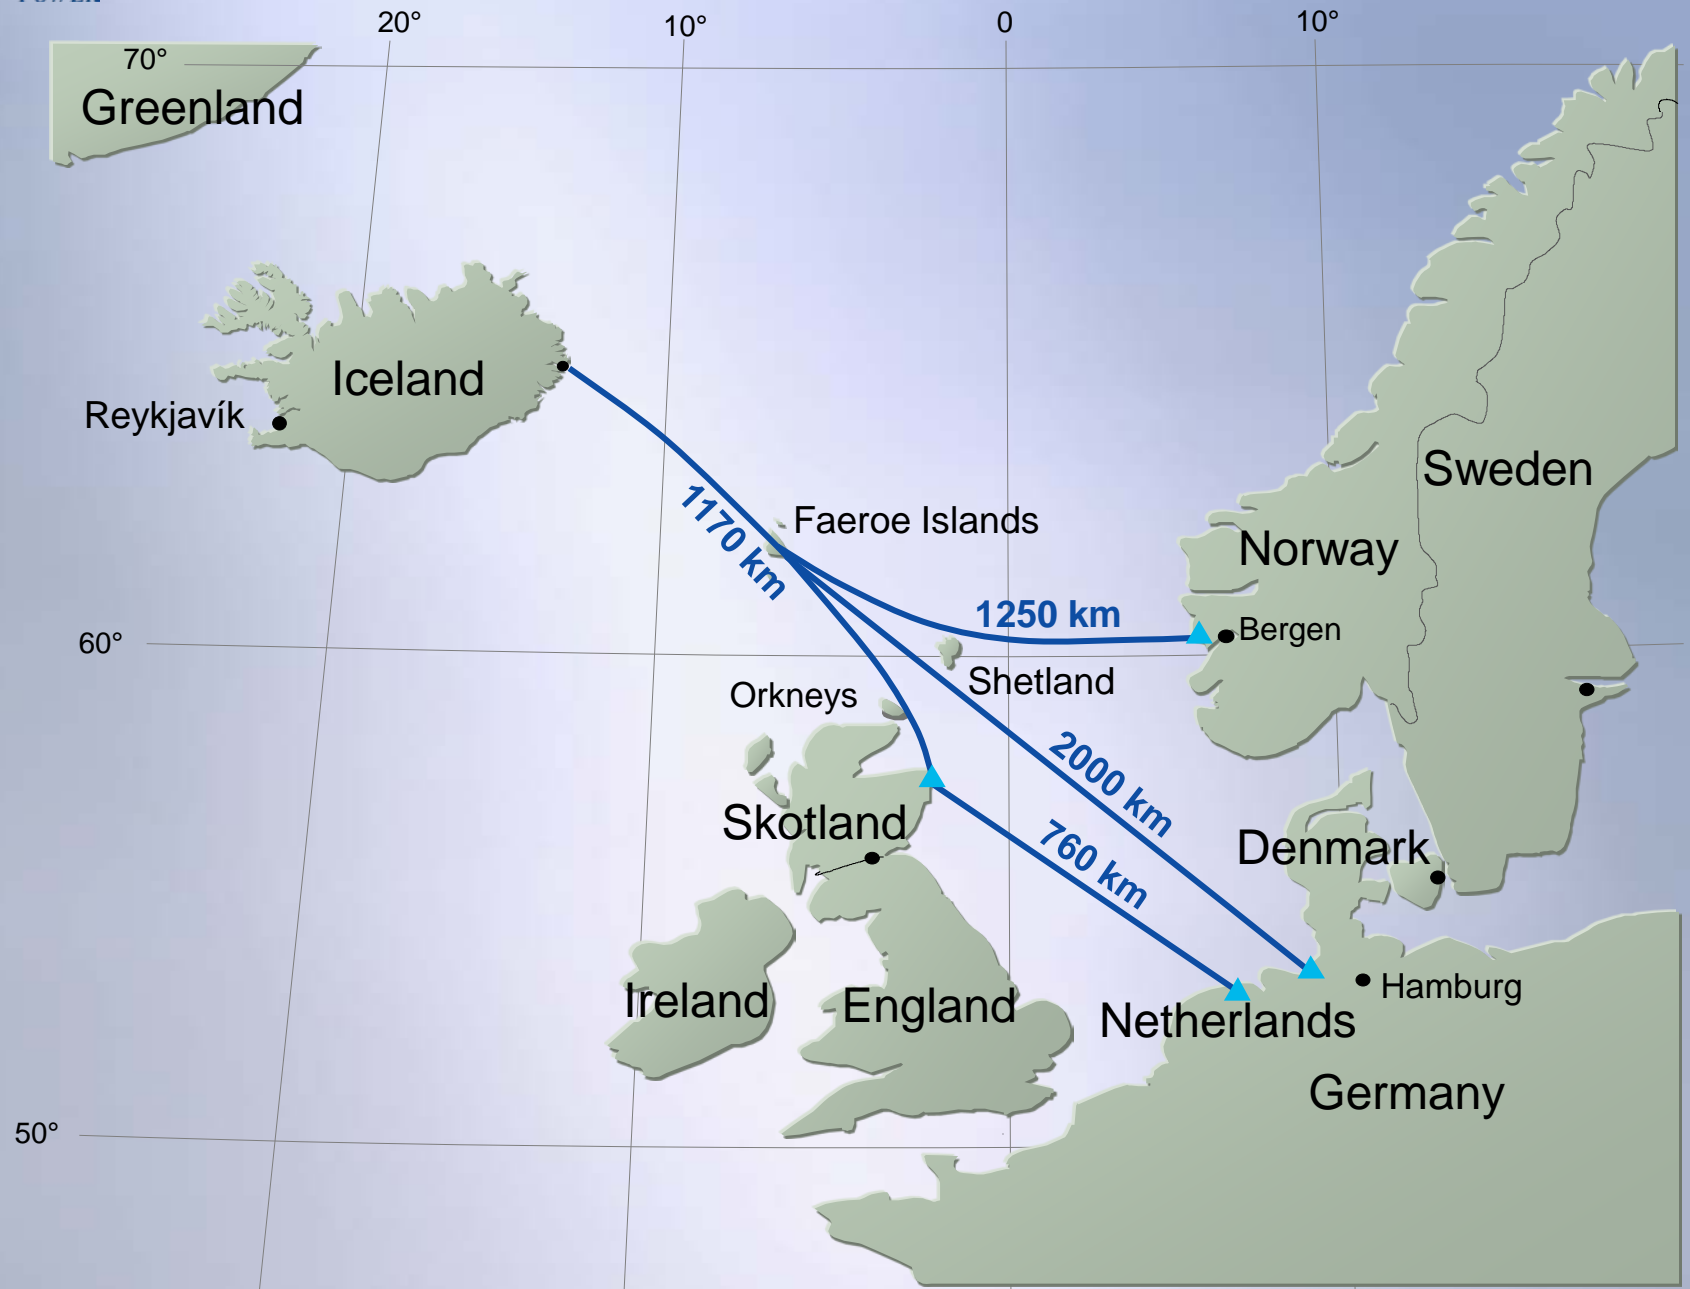 20°
10°
0
10°
70°
Greenland
Iceland
Reykjavík
Sweden
1170 km
Faeroe Islands
Norway
1250 km
Bergen
60°
Shetland
Orkneys
2000 km
Skotland
760 km
Denmark
Ireland
England
Hamburg
Netherlands
Germany
50°